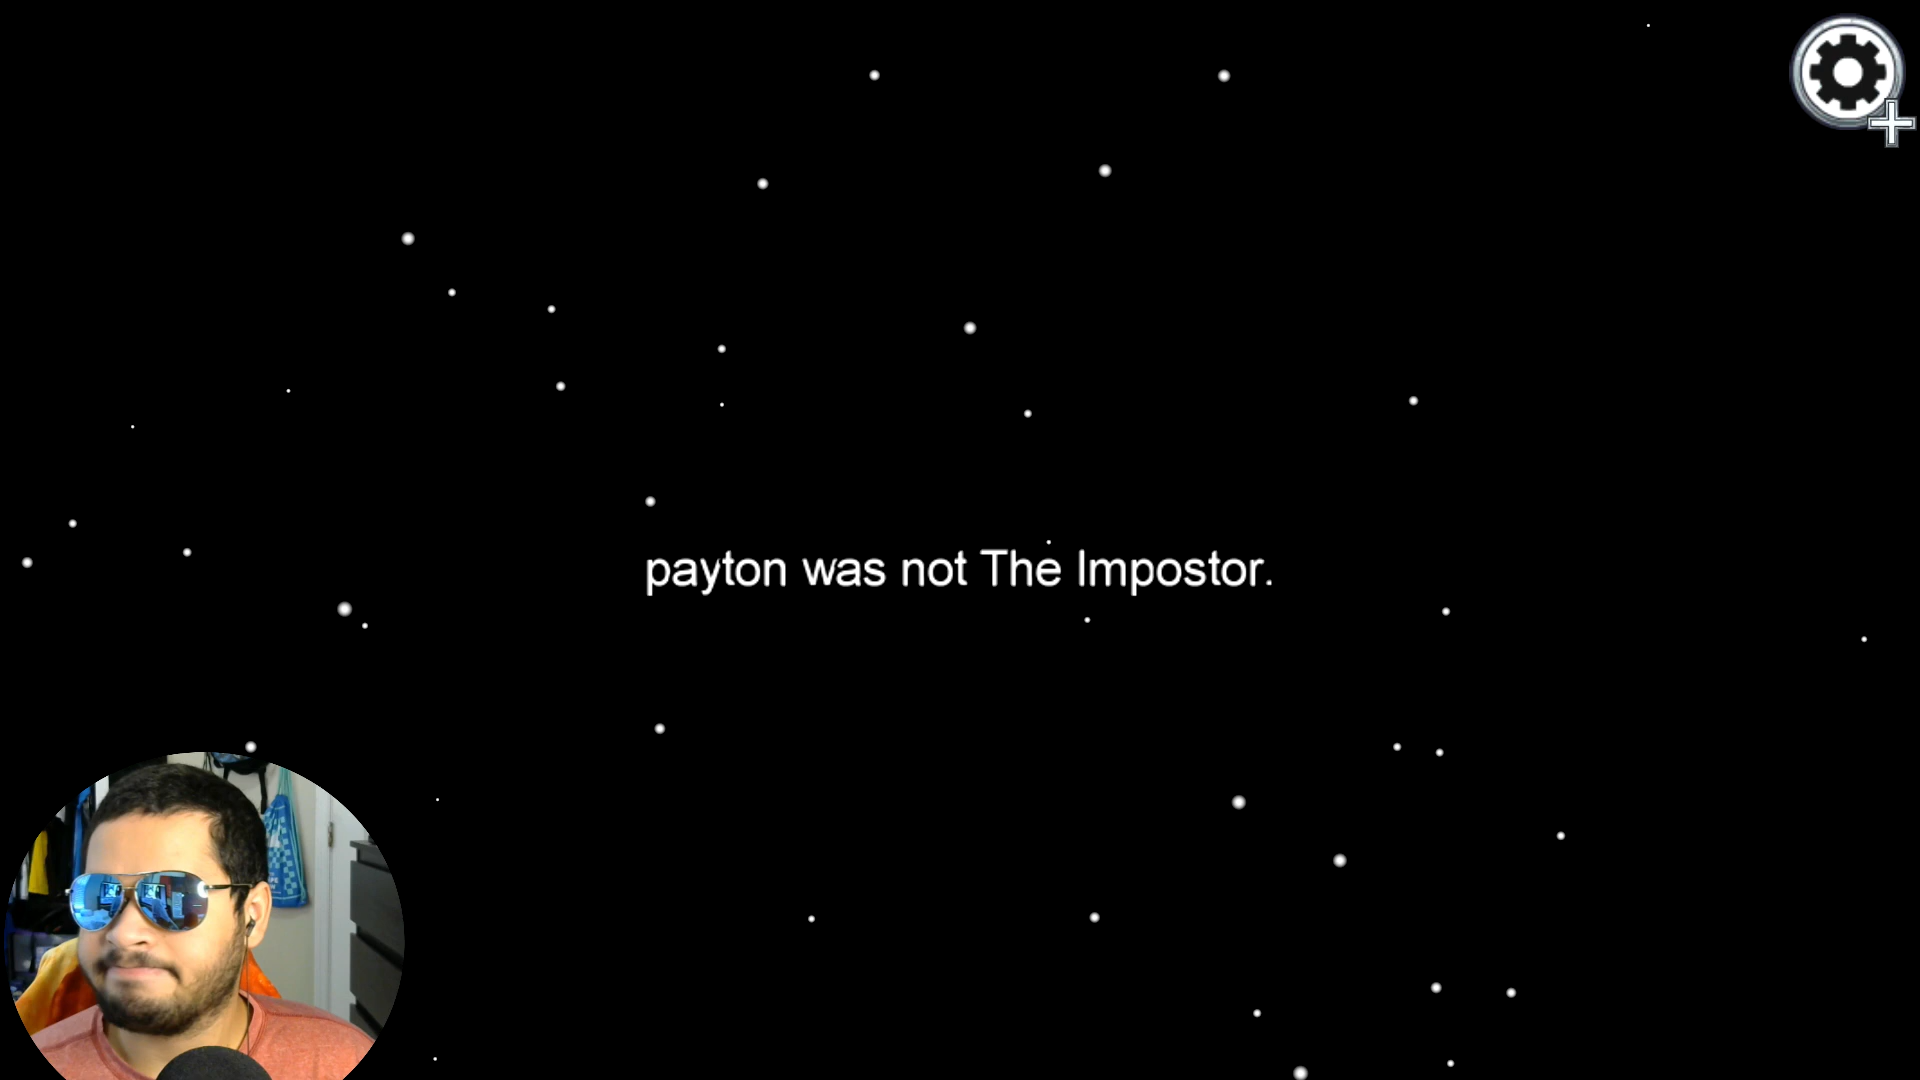 payton was not The Impostor.